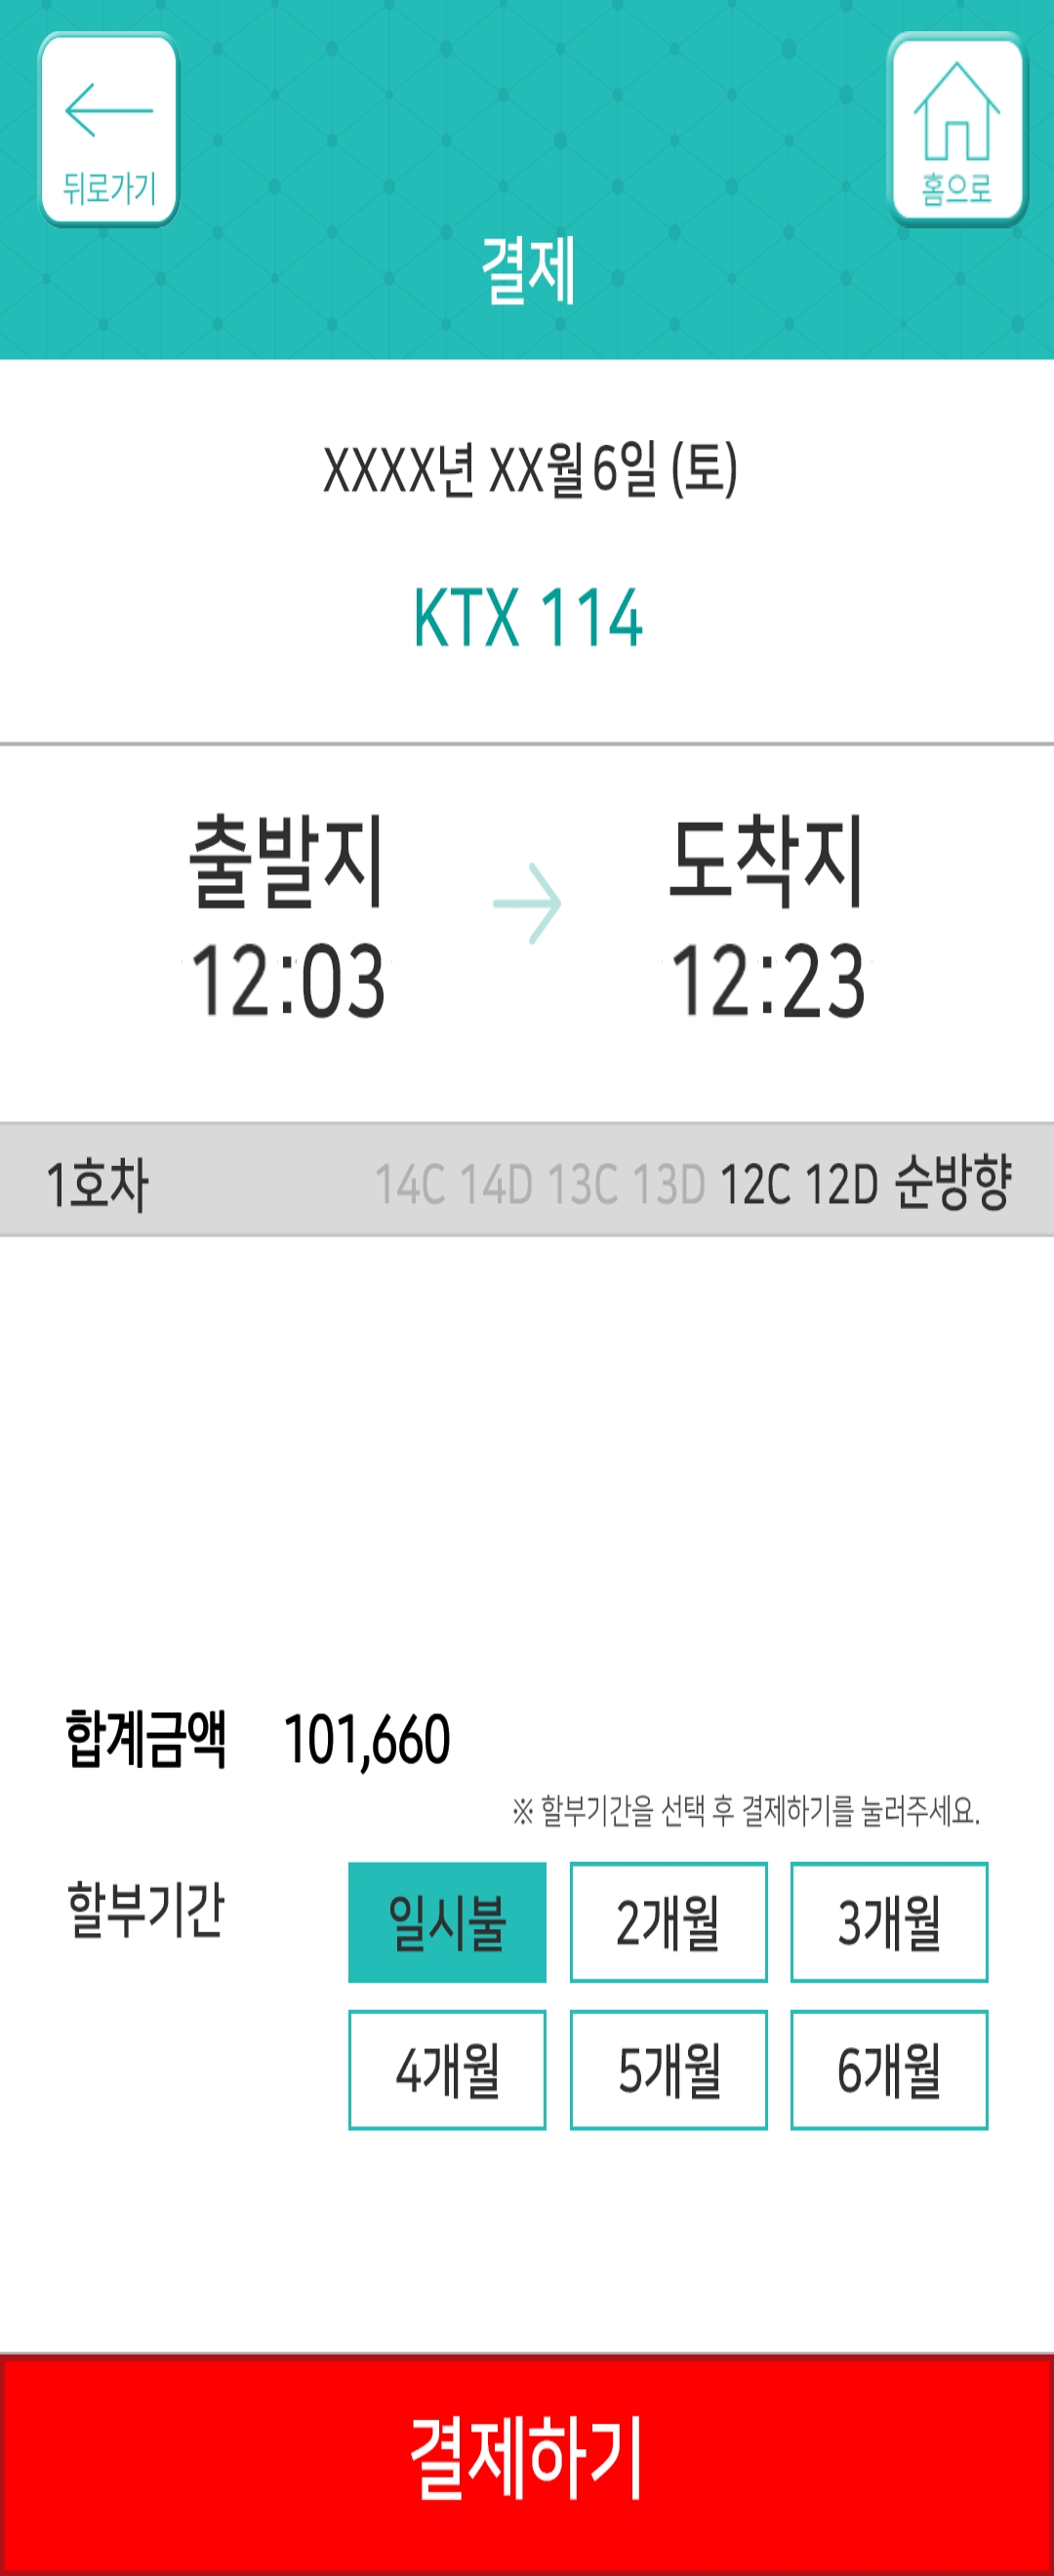 뒤로가기
홈으로
결제
XXXX년 XX월 6일 (토)
KTX 114
출발지
도착지
12:03
12:23
1호차 14C 14D 13C 13D 12C 12D 순방향
합계금액 101,660
※ 할부기간을 선택 후 결제하기를 눌러주세요.
할부기간
일시불 2개월 3개월
4개월 5개월 6개월
결제하기